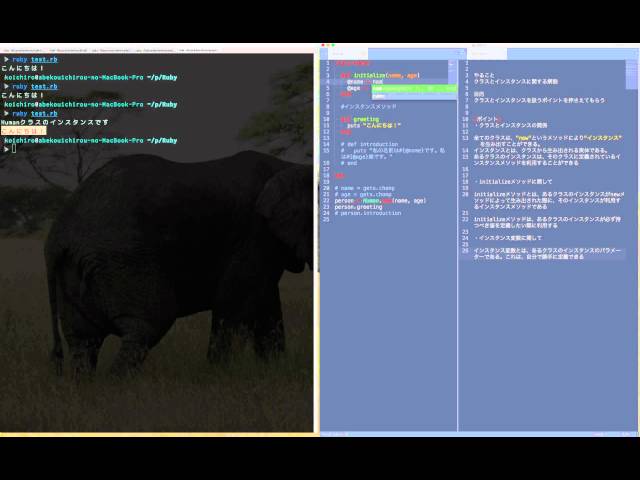 ruby test.rb
こんにちは！
koichiro@abekouichirou-no-MacBook-Pro ~/p/Ruby
ruby test.rb
こんにちは！
koichiro@abekouichirou-no-MacBook-Pro ~/p/Ruby
ruby test.rb
Humanクラスのインスタンスです
こんにちは！
koichiro@abekouichirou-no-MacBook-Pro ~/p/Ruby
initialize(name, age)
@name = nam
@age
name
#インスタンスメソッド
greeting
puts "こんにちは！"
# def introduction
# puts "私の名前は#{@name}です。私は#{@age}歳です。"
# end
# name = gets.chomp
# age = gets.chomp
person = Human.new(name, age)
person.greeting
# person.introduction
やること
クラスとインスタンスに関する解説
目的
クラスとインスタンスを扱うポイントを押さえてもらう
ポイント
・クラスとインスタンスの関係
全てのクラスは、"new"というメソッドにより"インスタンス"を生み出すことができる。
インスタンスとは、クラスから生み出される実体である。
あるクラスのインスタンスは、そのクラスに定義されているインスタンスメソッドを利用することができる
・initializeメソッドに関して
initializeメソッドとは、あるクラスのインスタンスがnewメソッドによって生み出された際に、そのインスタンスが利用するインスタンスメソッドである
initializeメソッドは、あるクラスのインスタンスが必ず持つべき値を定義したい際に利用する
・インスタンス変数に関して
インスタンス変数とは、あるクラスのインスタンスのパラメーターである。これは、自分で勝手に定義できる